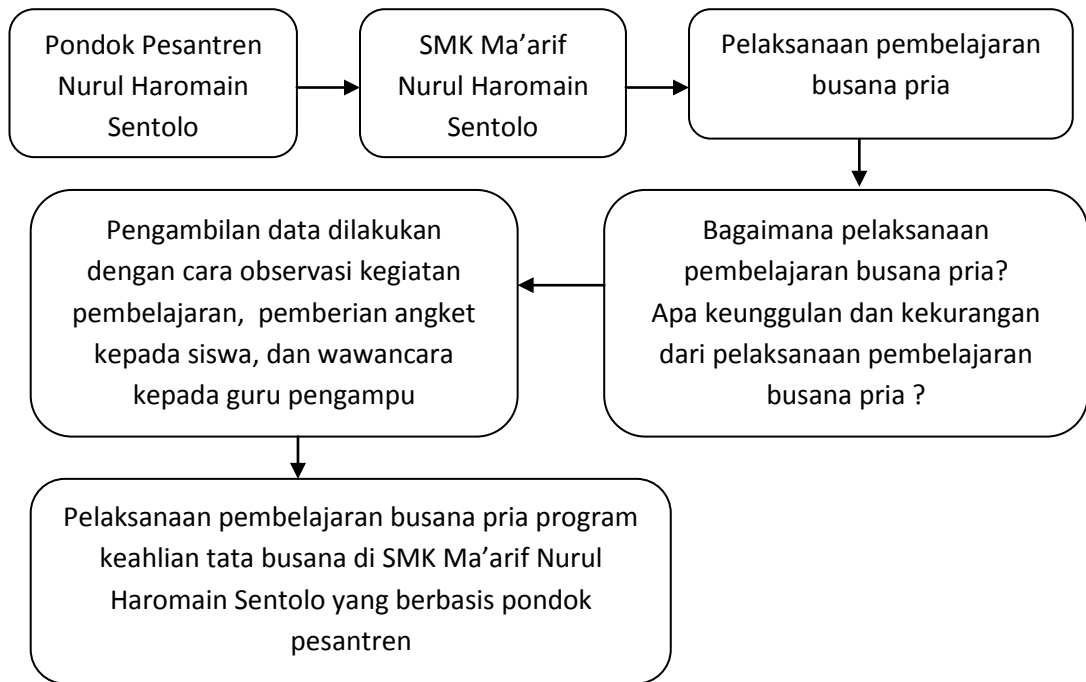 Pondok Pesantren
Nurul Haromain
Sentolo
SMK Ma’arif
Nurul Haromain
Sentolo
Pelaksanaan pembelajaran
busana pria
Bagaimana pelaksanaan
pembelajaran busana pria?
Apa keunggulan dan kekurangan
dari pelaksanaan pembelajaran
busana pria ?
Pengambilan data dilakukan
dengan cara observasi kegiatan
pembelajaran, pemberian angket
kepada siswa, dan wawancara
kepada guru pengampu
Pelaksanaan pembelajaran busana pria program
keahlian tata busana di SMK Ma’arif Nurul
Haromain Sentolo yang berbasis pondok
pesantren